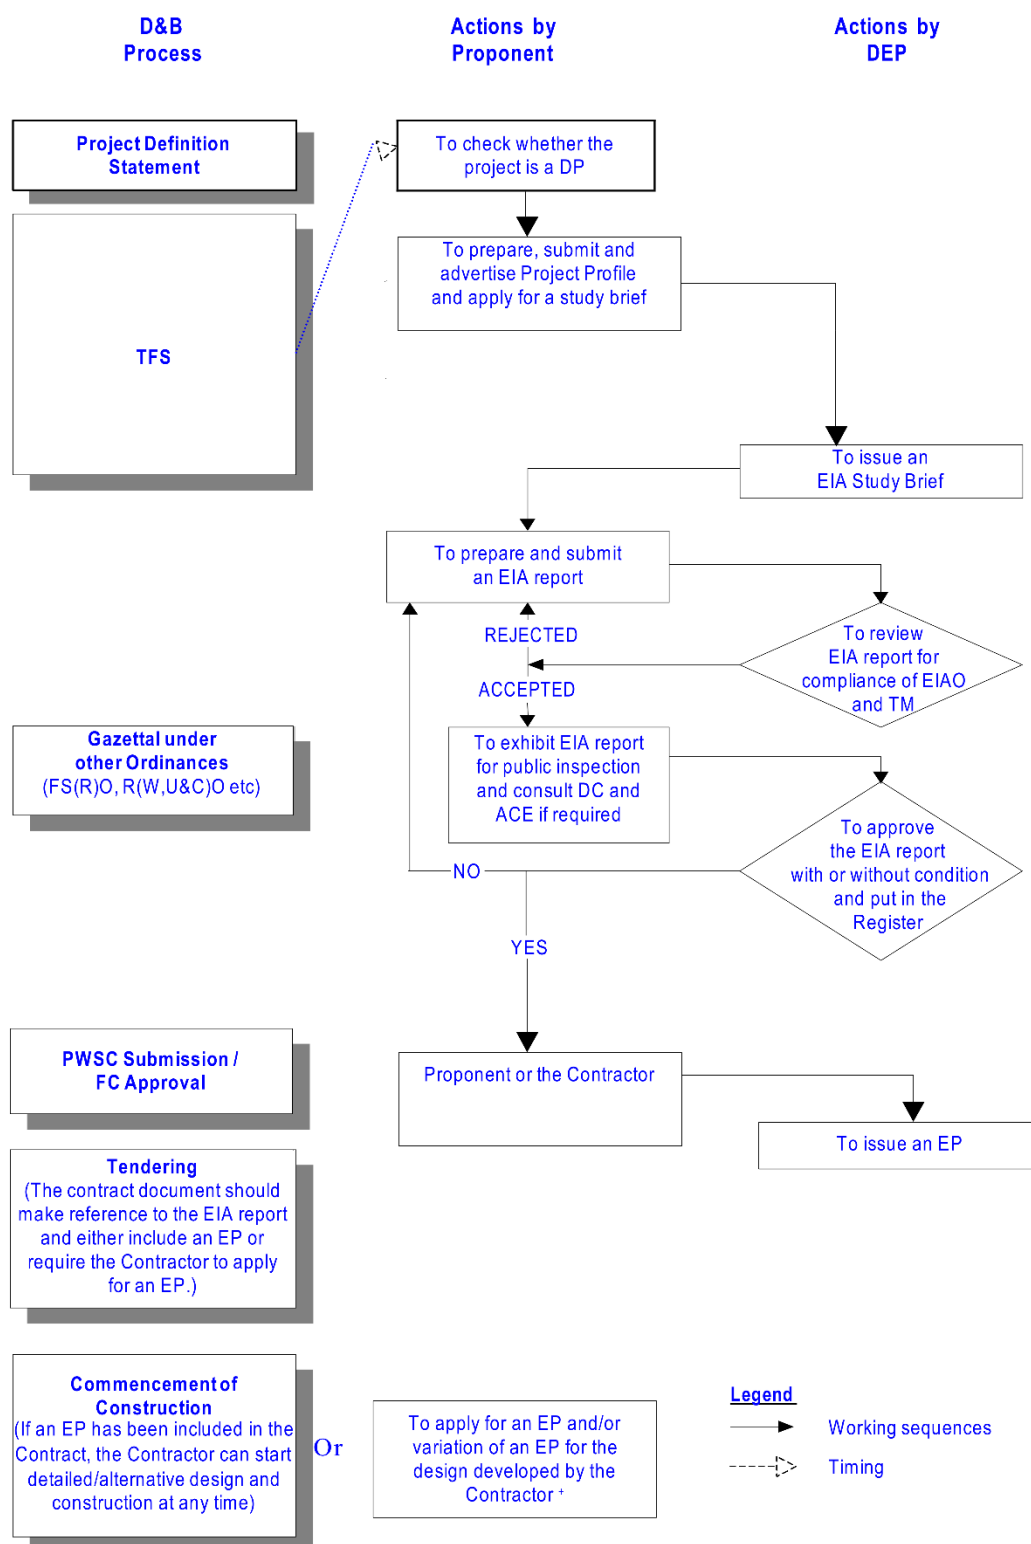 D&B
Process
Actions by
Proponent
Actions by
DEP
Project Definition
Statement
To check whether the
project is a DP
To prepare, submit and
advertise Project Profile
and apply for a study brief
TFS
To issue an
EIA Study Brief
To prepare and submit
an EIA report
REJECTED
To review
EIA report for
compliance of EIAO
and TM
ACCEPTED
Gazettal under
other Ordinances
(FS(R)O, R(W,U&C)O etc)
To exhibit EIA report
for public inspection
and consult DC and
ACE if required
To approve
the EIA report
with or without condition
and put in the
Register
NO
YES
PWSC Submission /
FC Approval
Proponent or the Contractor
To issue an EP
Tendering
(The contract document should
make reference to the EIA report
and either include an EP or
require the Contractor to apply
for an EP.)
Commencement of
Construction
(If an EP has been included in the
Contract, the Contractor can start
detailed/alternative design and
construction at any time)
Or
To apply for an EP and/or
variation of an EP for the
design developed by the
Contractor +
Legend
Working sequences
Timing